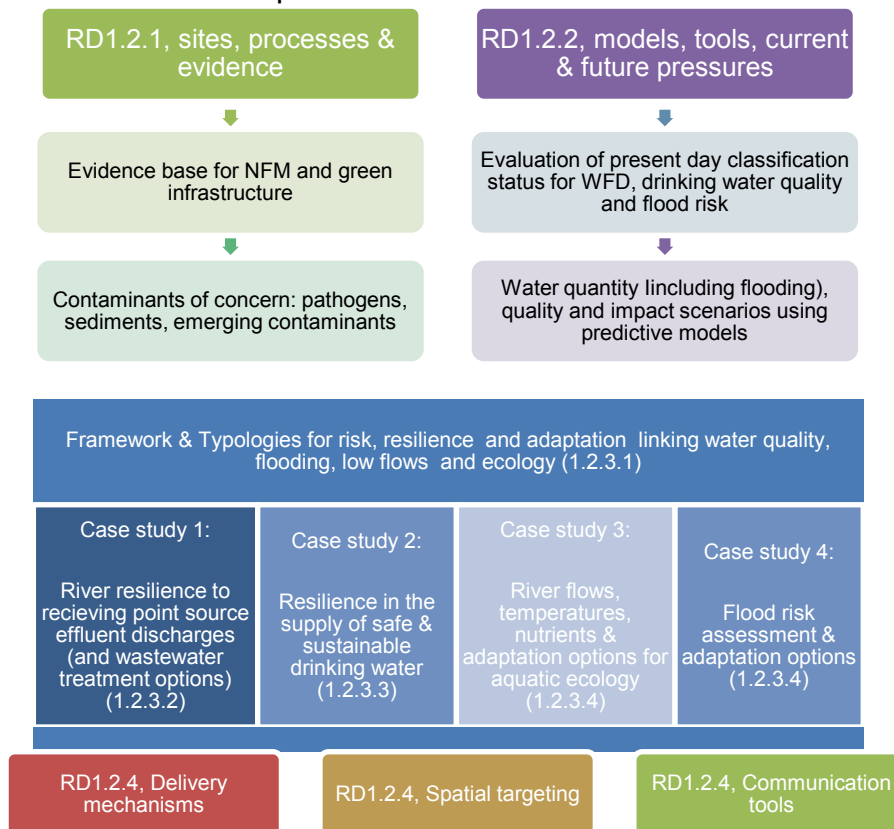 RD1.2.1, sites, processes &
evidence
RD1.2.2, models, tools, current
& future pressures
Evidence base for NFM and green
infrastructure
Evaluation of present day classification
status for WFD, drinking water quality
and flood risk
Contaminants of concern: pathogens,
sediments, emerging contaminants
Water quantity Iincluding flooding),
quality and impact scenarios using
predictive models
Framework & Typologies for risk, resilience and adaptation linking water quality,
flooding, low flows and ecology (1.2.3.1)
Case study 1:
River resilience to
recieving point source
effluent discharges
(and wastewater
treatment options)
(1.2.3.2)
Case study 2:
Resilience in the
supply of safe &
sustainable
drinking water
(1.2.3.3)
Case study 3:
River flows,
temperatures,
nutrients &
adaptation options for
aquatic ecology
(1.2.3.4)
Case study 4:
Flood risk
assessment &
adaptation options
(1.2.3.4)
RD1.2.4, Delivery
mechanisms
RD1.2.4, Spatial targeting
RD1.2.4, Communication
tools